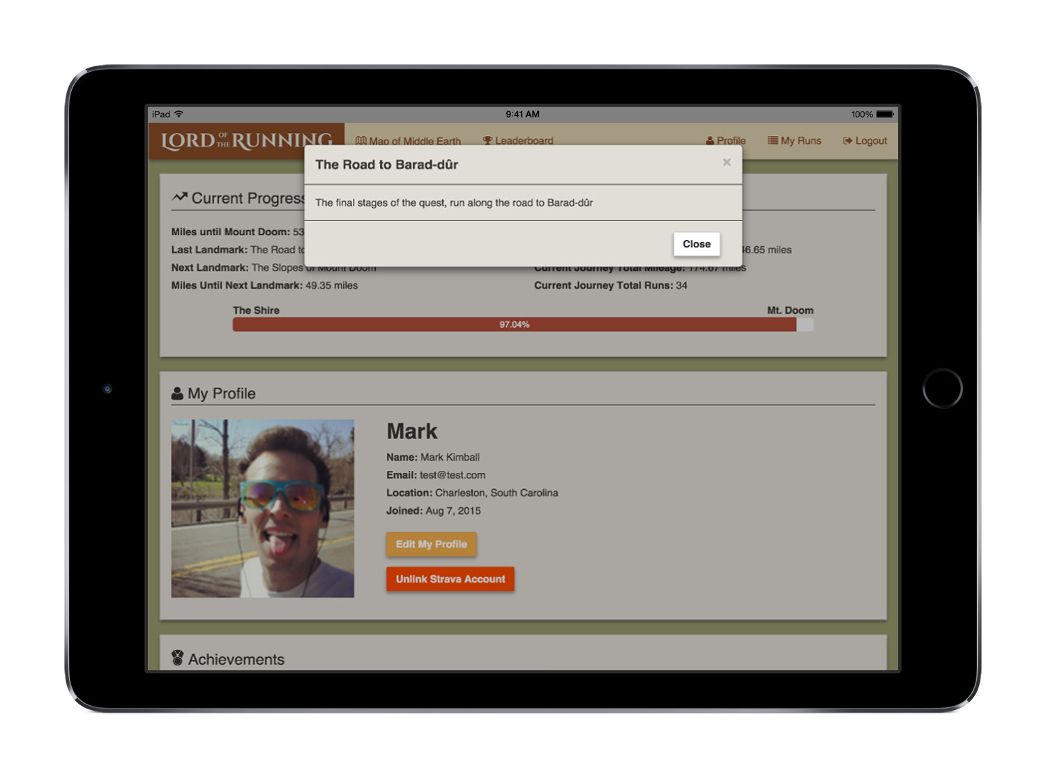 iPad 9:41 AM 100%
LORD OF THE RUNNING Map of Middle Earth Leaderboard Profile My Runs Logout
The Road to Barad-dûr ×
The final stages of the quest, run along the road to Barad-dûr
Close
Current Progress
Miles until Mount Doom: 53
Last Landmark: The Road to 46.65 miles
Next Landmark: The Slopes of Mount Doom Current Journey Total Mileage: 174.67 miles
Miles Until Next Landmark: 49.35 miles Current Journey Total Runs: 34
The Shire Mt. Doom
97.04%
My Profile
Mark
Name: Mark Kimball
Email: test@test.com
Location: Charleston, South Carolina
Joined: Aug 7, 2015
Edit My Profile
Unlink Strava Account
Achievements